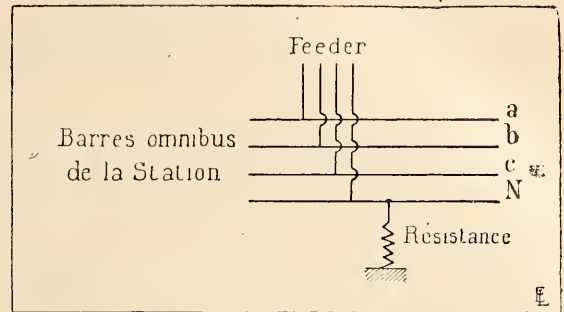 Feeder
a
Barres omnibus
b
de la Station
c
N
Résistance